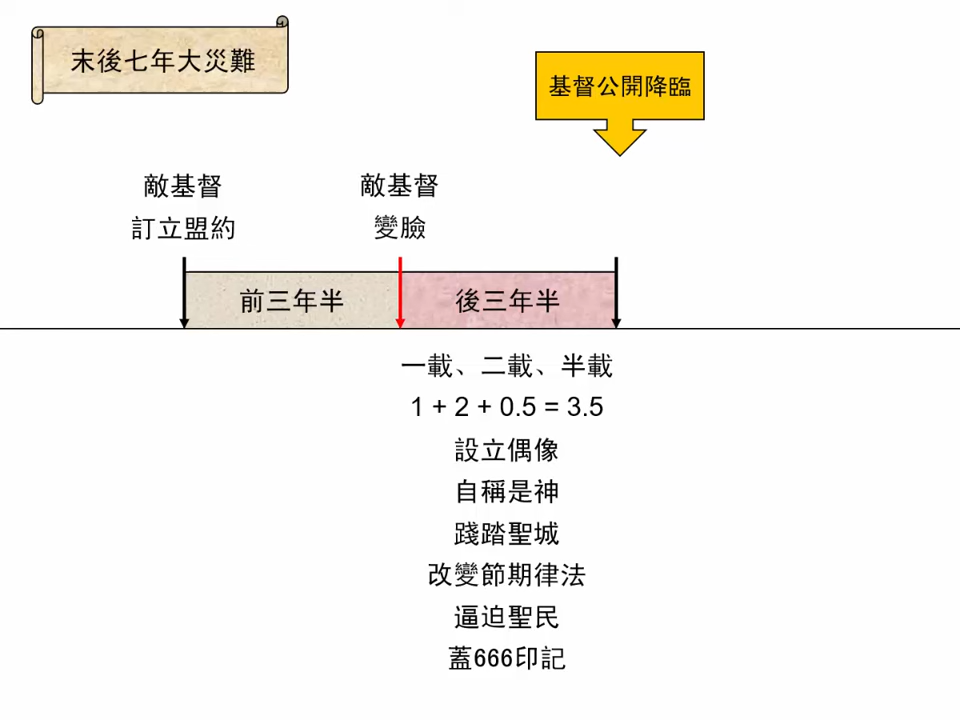 末後七年大災難
基督公開降臨
敵基督
訂立盟約
敵基督
變臉
前三年半
後三年半
一載、二載、半載
1 + 2 + 0.5 = 3.5
設立偶像
自稱是神
踐踏聖城
改變節期律法
逼迫聖民
蓋666印記